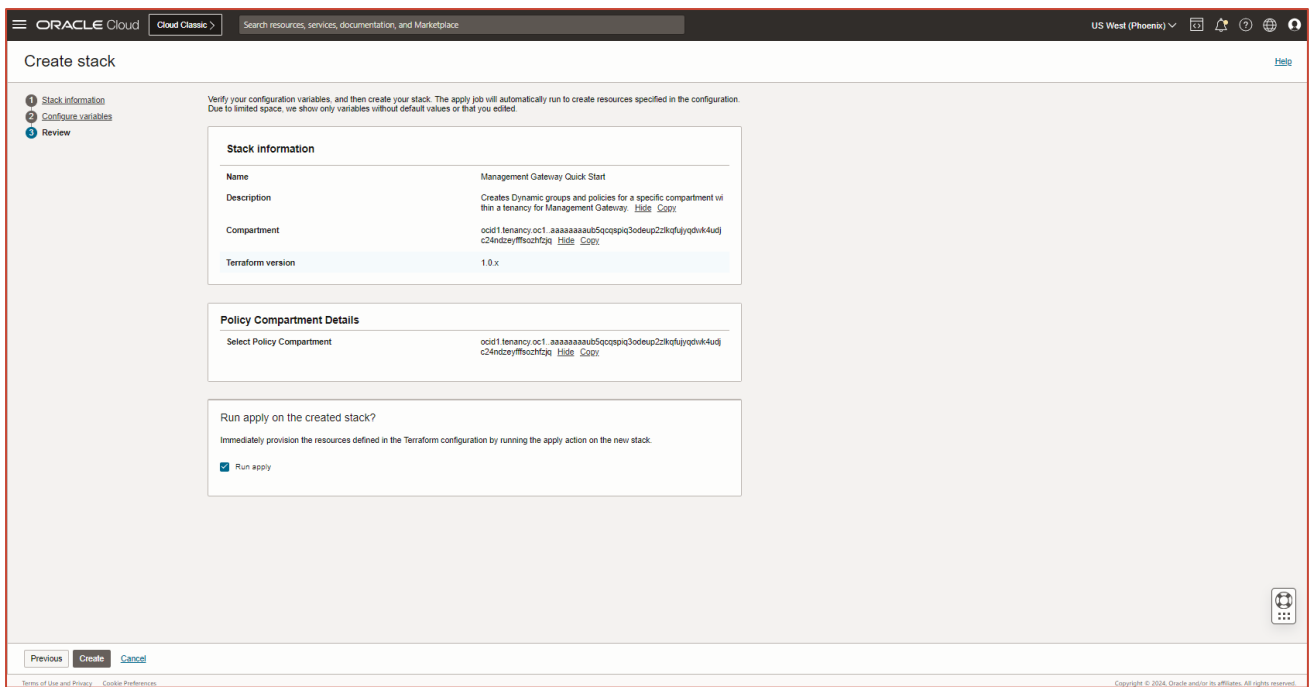 ORACLE Cloud
Cloud Classic >
Search resources, services, documentation, and Marketplace
US West (Phoenix)
Create stack
Help
1 Stack information
2 Configure variables
3 Review
Verify your configuration variables, and then create your stack. The apply job will automatically run to create resources specified in the configuration.
Due to limited space, we show only variables without default values or that you edited.
Stack information
Name Management Gateway Quick Start
Description Creates Dynamic groups and policies for a specific compartment wi
thin a tenancy for Management Gateway. Hide Copy
Compartment ocid1.tenancy.oc1..aaaaaaaaub5qcqspiq3odeup2zlkqfujyqdwk4udj
c24ndzeyfffsozhfzjq Hide Copy
Terraform version 1.0.x
Policy Compartment Details
Select Policy Compartment ocid1.tenancy.oc1..aaaaaaaaub5qcqspiq3odeup2zlkqfujyqdwk4udj
c24ndzeyfffsozhfzjq Hide Copy
Run apply on the created stack?
Immediately provision the resources defined in the Terraform configuration by running the apply action on the new stack.
Run apply
Previous
Create
Cancel
Terms of Use and Privacy Cookie Preferences
Copyright © 2024, Oracle and/or its affiliates. All rights reserved.